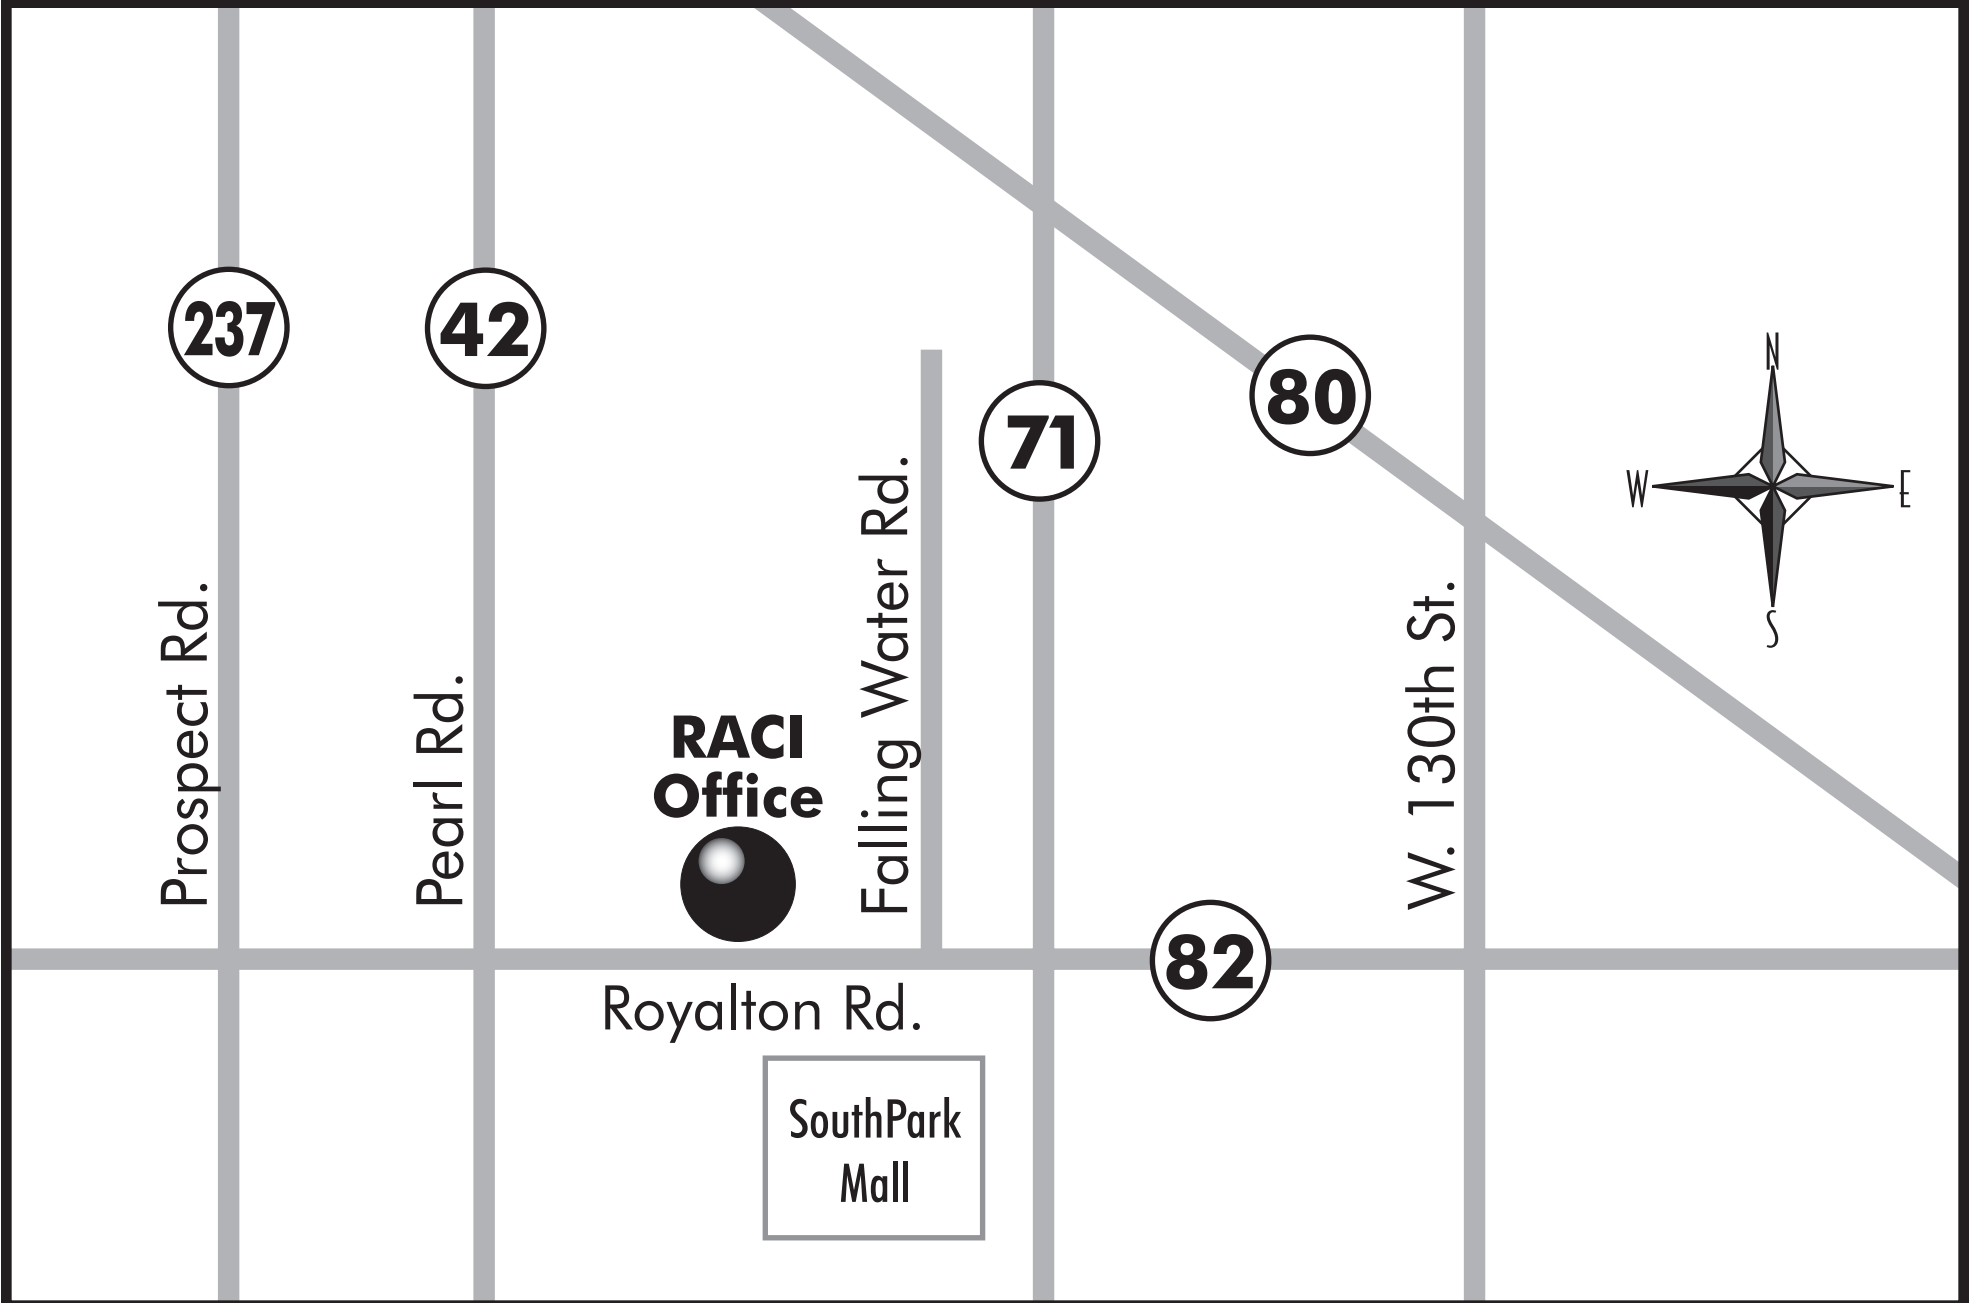 237
42
80
71
N
W
E
S
Prospect Rd.
Pearl Rd.
RACI
Office
Falling Water Rd.
W. 130th St.
82
Royalton Rd.
SouthPark
Mall